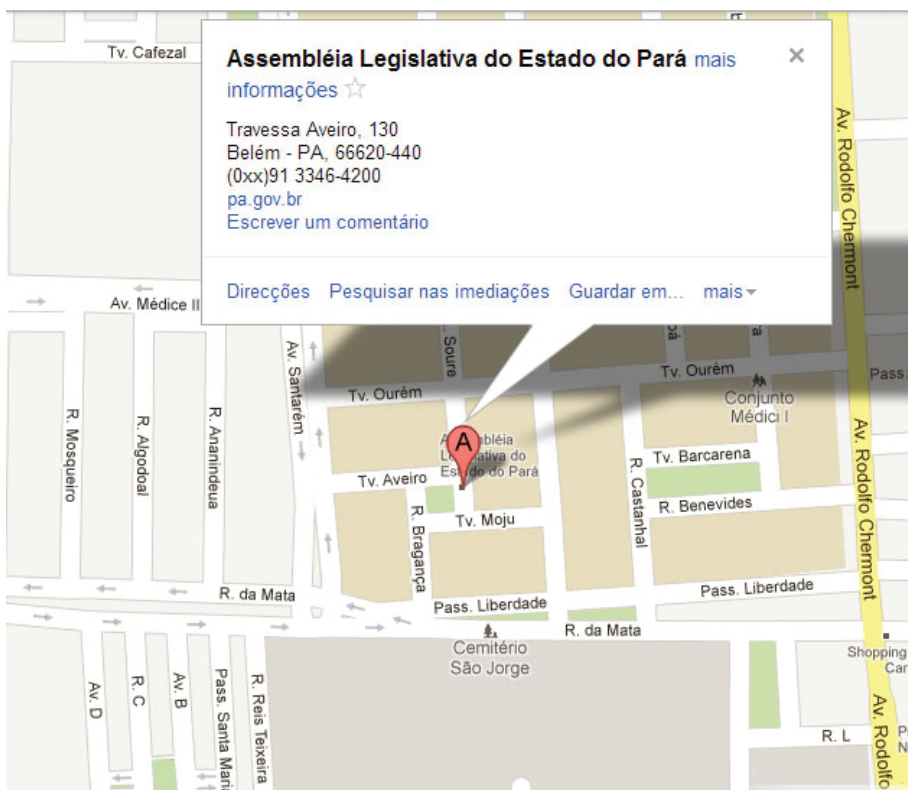 Tv. Cafezal
Assembléia Legislativa do Estado do Pará mais
informações
Travessa Aveiro, 130
Belém - PA, 66620-440
(0xx)91 3346-4200
pa.gov.br
Escrever um comentário
Direcções Pesquisar nas imediações Guardar em... mais
Av. Rodolfo Chermont
Av. Médice II
Av. Santarém
Soure
Tv. Ourém
Tv. Ourém
Pass.
Conjunto
Médici I
R. Mosqueiro
R. Algodoal
R. Ananindeua
A
Legislativa do
Estado do Pará
Tv. Aveiro
Tv. Barcarena
R. Castanhal
R. Benevides
Av. Rodolfo Chermont
R. Bragança
Tv. Moju
R. da Mata
Pass. Liberdade
Pass. Liberdade
R. da Mata
Cemitério
São Jorge
Shopping
Av. D
R. C
Av. B
Pass. Santa Maria
R. Reis Teixeira
R. L
Av. Rodolfo